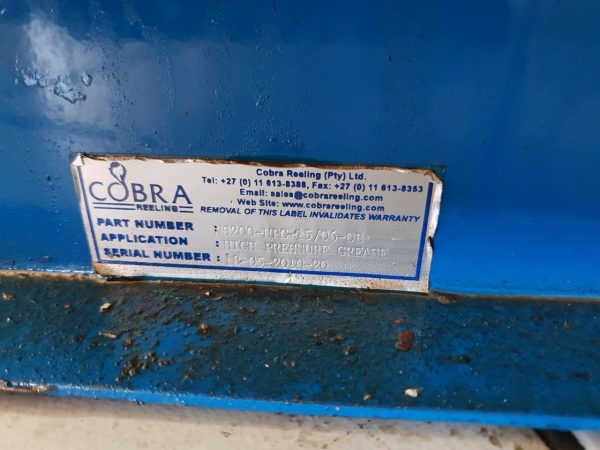 Cobra Reeling (Pty) Ltd.
Tel: +27 (0) 11 613-8388, Fax: +27 (0) 11 613-8353
Email: sales@cobrareeling.com
Web Site: www.cobrareeling.com
REMOVAL OF THIS LABEL INVALIDATES WARRANTY
COBRA
REELING
PART NUMBER :
APPLICATION : HIGH PRESSURE GREASE
SERIAL NUMBER :